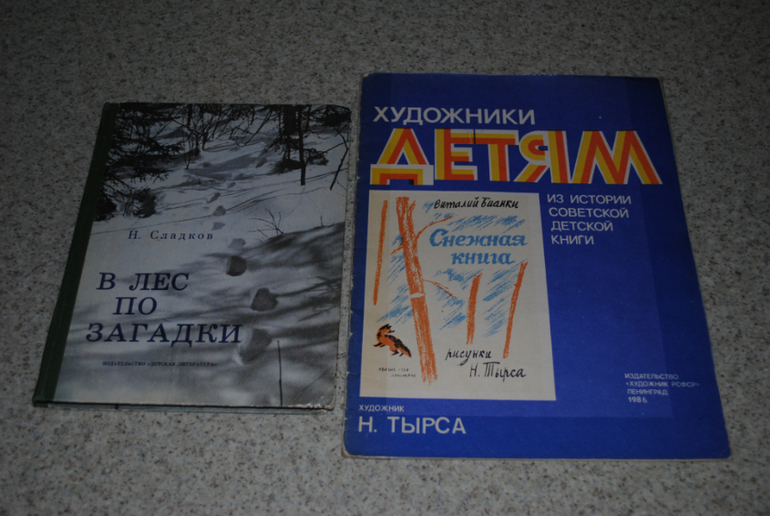 Н. Сладков
В ЛЕС
ПО
ЗАГАДКИ
ИЗДАТЕЛЬСТВО «ДЕТСКАЯ ЛИТЕРАТУРА»
ХУДОЖНИКИ
ДЕТЯМ
ИЗ ИСТОРИИ
СОВЕТСКОЙ
ДЕТСКОЙ
КНИГИ
Виталий Бианки
Снежная
книга
рисунки
Н. Тырса
ИЗДАТЕЛЬСТВО
«ХУДОЖНИК РСФСР»
ЛЕНИНГРАД
1986
ХУДОЖНИК
Н. ТЫРСА